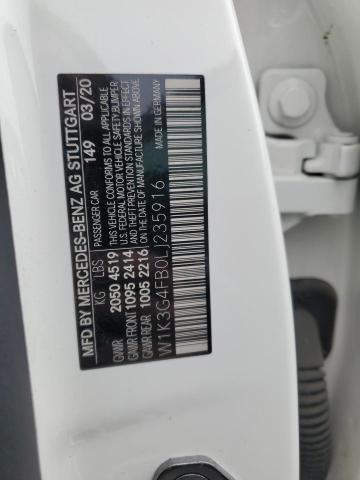 MFD BY MERCEDES-BENZ AG STUTTGART
149 03/20
KG LBS PASSENGER CAR
GVWR 2050 4519 THIS VEHICLE CONFORMS TO ALL APPLICABLE
GAWR FRONT 1095 2414 U.S. FEDERAL MOTOR VEHICLE SAFETY, BUMPER
GAWR REAR 1005 2216 AND THEFT PREVENTION STANDARDS IN EFFECT
ON THE DATE OF MANUFACTURE SHOWN ABOVE
W1K3G4FB0LJ235916
MADE IN GERMANY